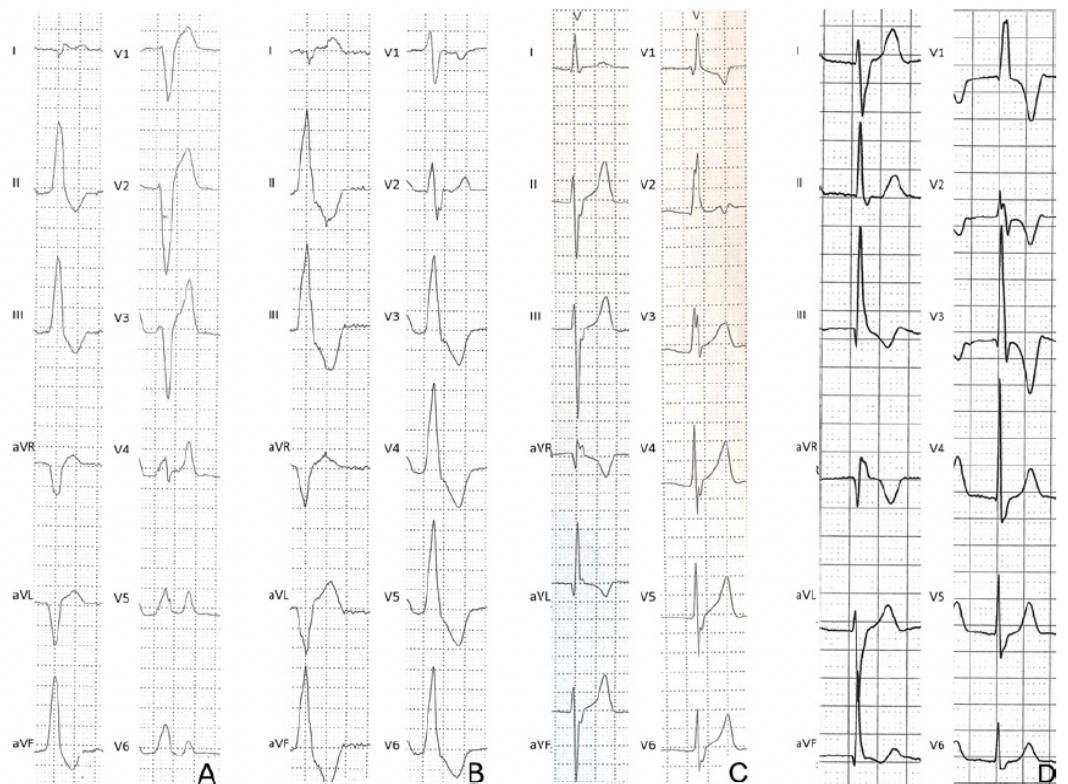 I V1 I V1 I V1 I V1
II V2 II V2 II V2 II V2
III V3 III V3 III V3 III V3
aVR V4 aVR V4 aVR V4 aVR V4
aVL V5 aVL V5 aVL V5 aVL V5
aVF V6 A aVF V6 B aVF V6 C aVF V6 D